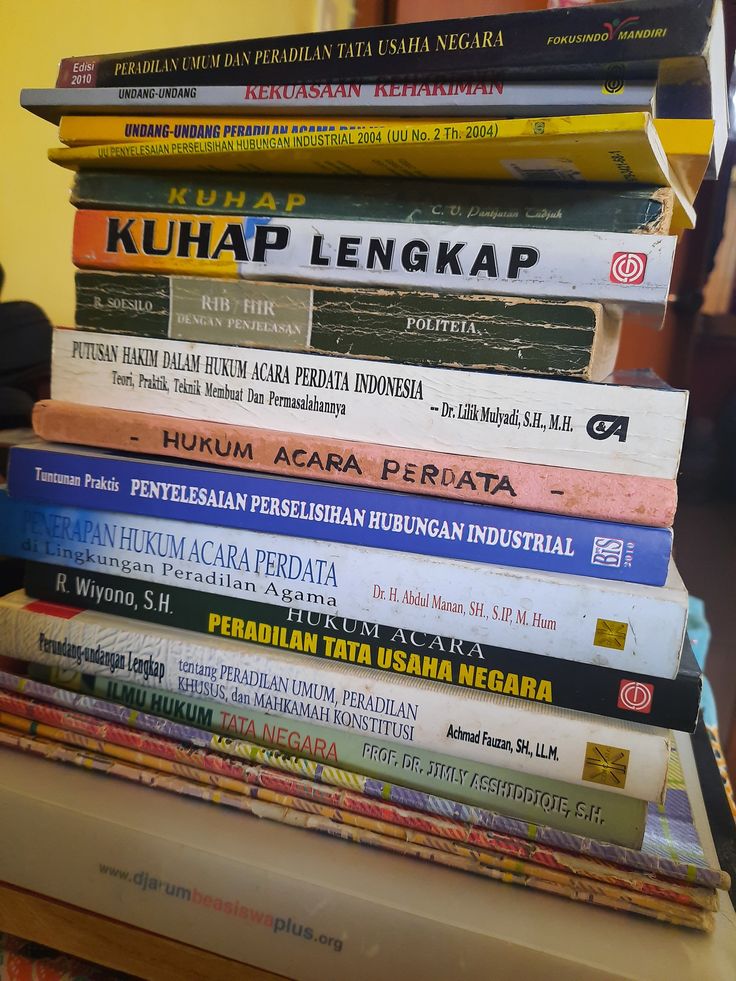 Edisi
2010
PERADILAN UMUM DAN PERADILAN TATA USAHA NEGARA
FOKUSINDO MANDIRI
UNDANG-UNDANG
KEKUASAAN KEHAKIMAN
UNDANG-UNDANG PERADILAN AGAMA DAN
UU PENYELESAIAN PERSELISIHAN HUBUNGAN INDUSTRIAL 2004 (UU No. 2 Th. 2004)
KUHAP
C. V. Pantjuran Tudjuh
KUHAP LENGKAP
R. SOESILO
RIB / HIR
DENGAN PENJELASAN
POLITEIA
PUTUSAN HAKIM DALAM HUKUM ACARA PERDATA INDONESIA
Teori, Praktik, Teknik Membuat Dan Permasalahannya
-- Dr. Lilik Mulyadi, S.H., M.H.
- HUKUM ACARA PERDATA -
Tuntunan Praktis PENYELESAIAN PERSELISIHAN HUBUNGAN INDUSTRIAL
2010
PENERAPAN HUKUM ACARA PERDATA
di Lingkungan Peradilan Agama
Dr. H. Abdul Manan, SH., S.IP, M. Hum
R. Wiyono, S.H.
HUKUM ACARA
PERADILAN TATA USAHA NEGARA
Perundang-undangan Lengkap
tentang PERADILAN UMUM, PERADILAN
KHUSUS, dan MAHKAMAH KONSTITUSI
Achmad Fauzan, SH., LL.M.
ILMU HUKUM TATA NEGARA
PROF. DR. JIMLY ASSHIDDIQIE, S.H.
www.djarumbeasiswaplus.org